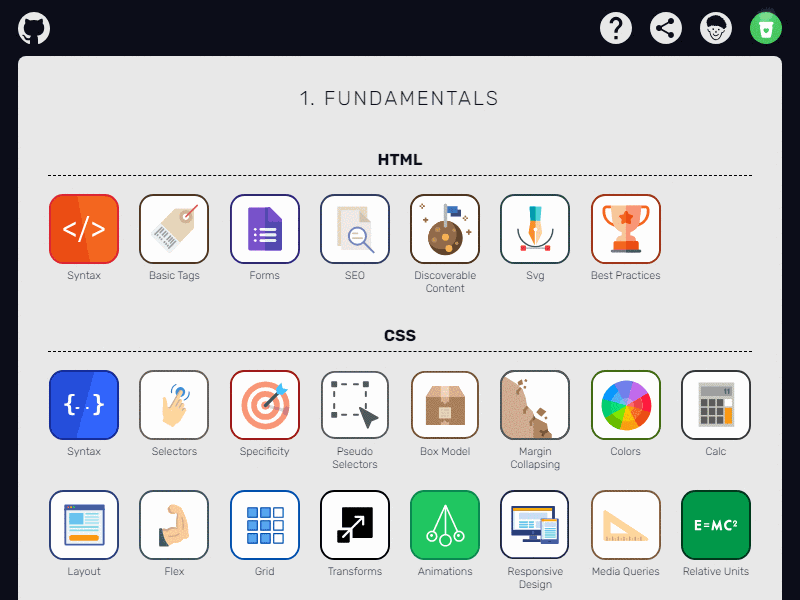 1. FUNDAMENTALS
HTML
</>
Syntax
Basic Tags
Forms
SEO
Discoverable
Content
Svg
Best Practices
CSS
{..}
Syntax
Selectors
Specificity
Pseudo
Selectors
Box Model
Margin
Collapsing
Colors
Calc
Layout
Flex
Grid
Transforms
Animations
Responsive
Design
Media Queries
E=MC²
Relative Units